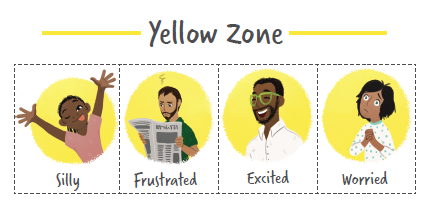 Yellow Zone
Silly
Frustrated
Excited
Worried